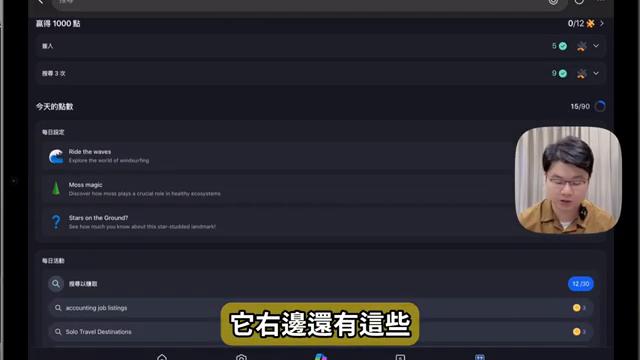 搜尋
贏得 1000 點 0/12
登入 5
搜尋 3 次 9
今天的點數 15/90
每日設定
Ride the waves
Explore the world of windsurfing
Moss magic
Discover how moss plays a crucial role in healthy ecosystems
Stars on the Ground?
See how much you know about this star-studded landmark!
每日活動
搜尋以賺取 12/30
accounting job listings 3
Solo Travel Destinations 3
它右邊還有這些